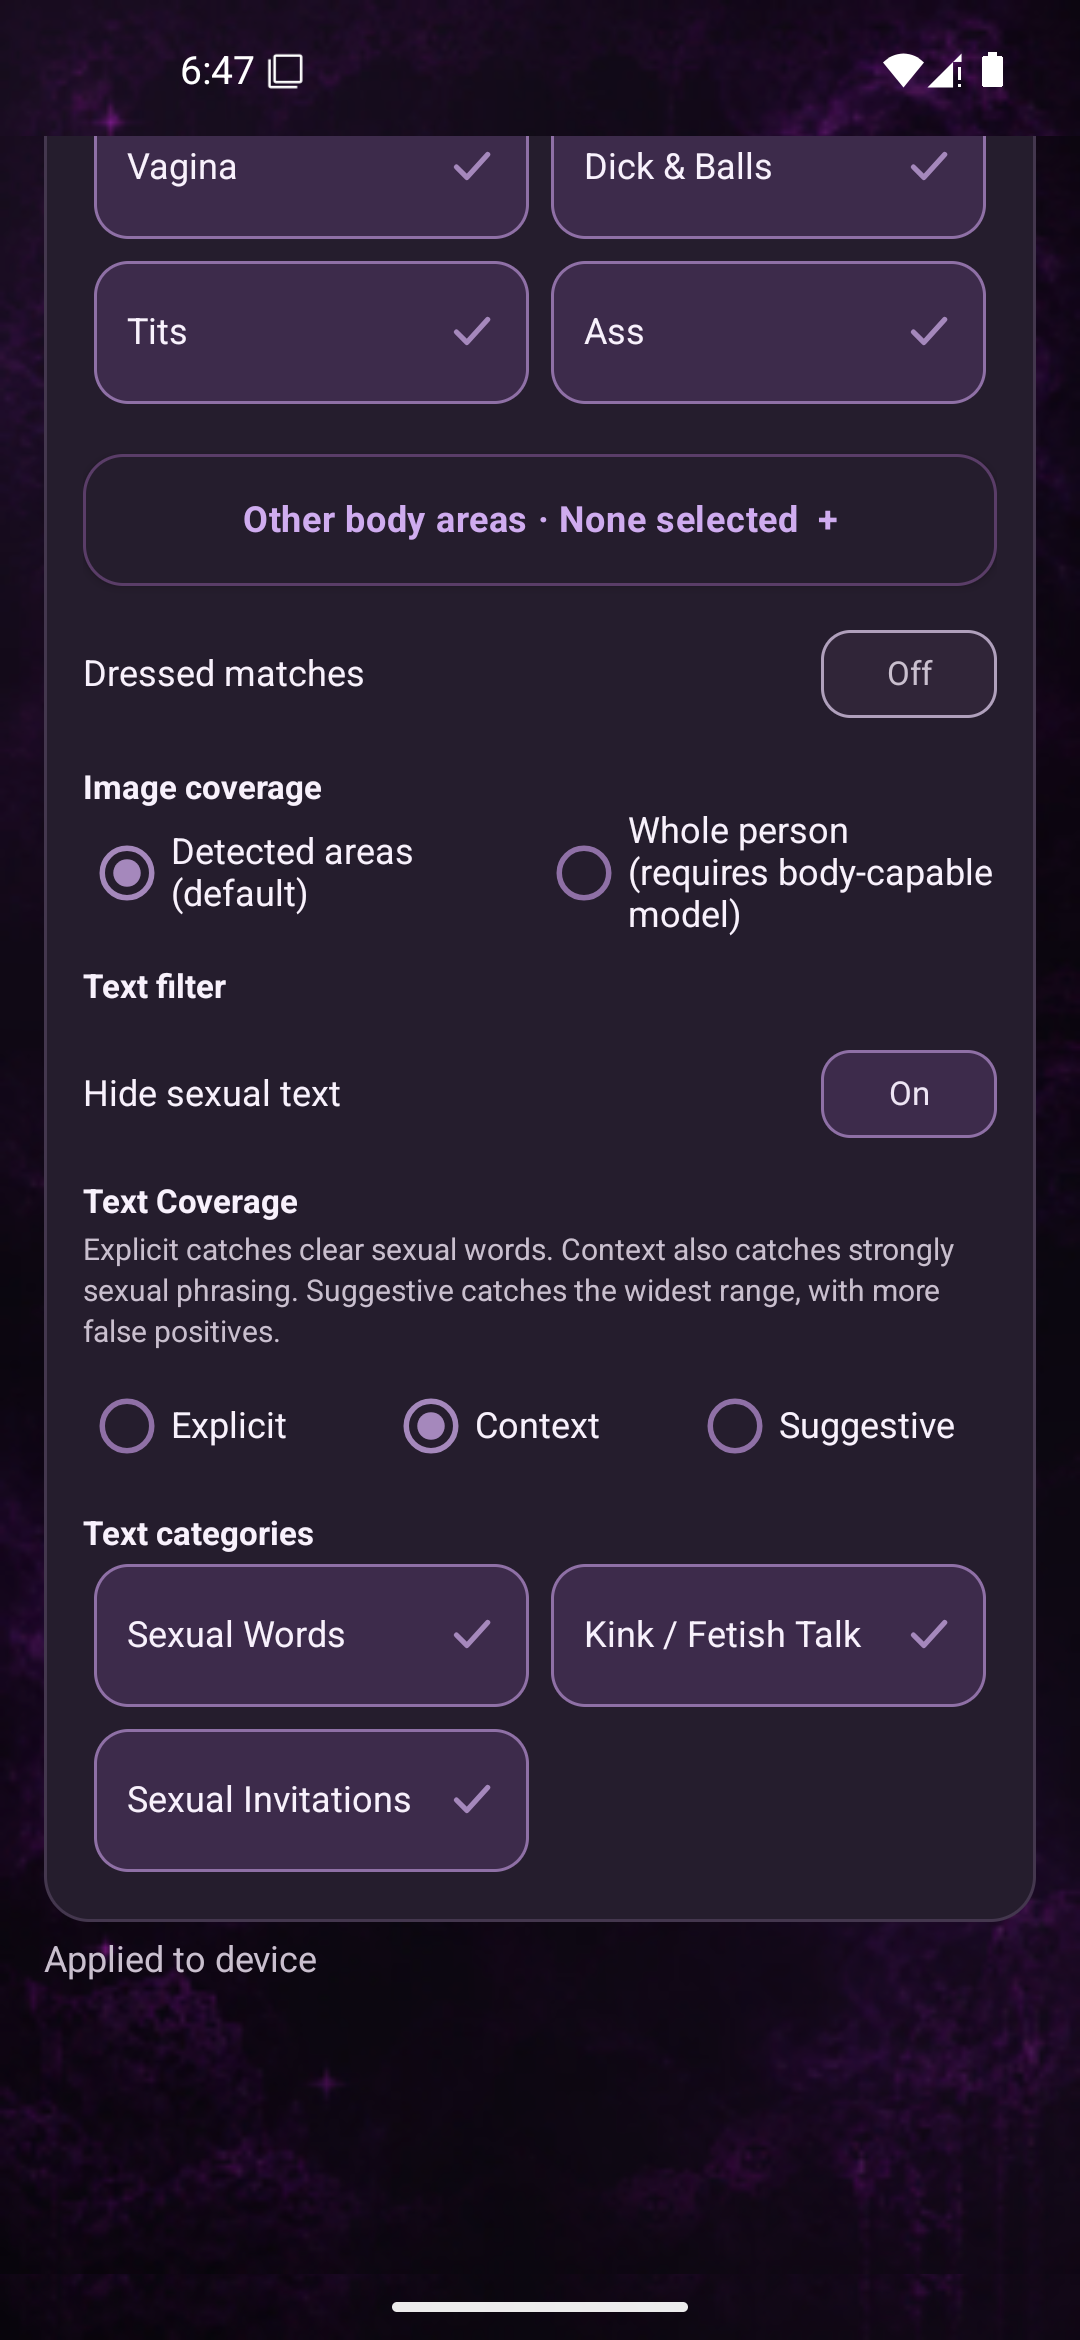 6:47
Vagina
Dick & Balls
Tits
Ass
Other body areas · None selected +
Dressed matches
Off
Image coverage
Detected areas
(default)
Whole person
(requires body-capable
model)
Text filter
Hide sexual text
On
Text Coverage
Explicit catches clear sexual words. Context also catches strongly
sexual phrasing. Suggestive catches the widest range, with more
false positives.
Explicit
Context
Suggestive
Text categories
Sexual Words
Kink / Fetish Talk
Sexual Invitations
Applied to device